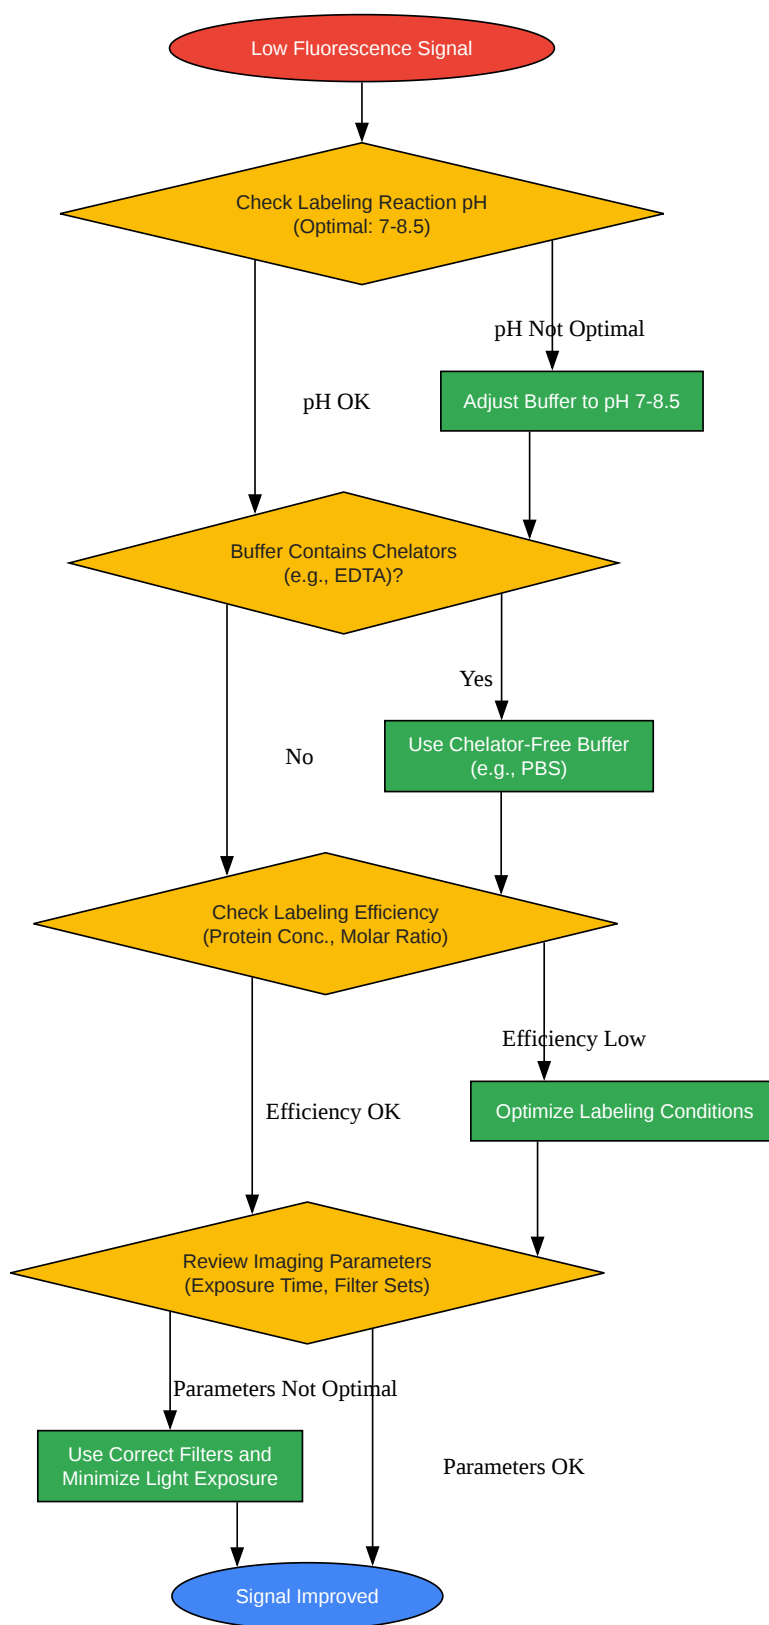 Low Fluorescence Signal
Check Labeling Reaction pH
(Optimal: 7-8.5)
pH Not Optimal
pH OK
Adjust Buffer to pH 7-8.5
Buffer Contains Chelators
(e.g., EDTA)?
Yes
No
Use Chelator-Free Buffer
(e.g., PBS)
Check Labeling Efficiency
(Protein Conc., Molar Ratio)
Efficiency Low
Efficiency OK
Optimize Labeling Conditions
Review Imaging Parameters
(Exposure Time, Filter Sets)
Parameters Not Optimal
Use Correct Filters and
Minimize Light Exposure
Parameters OK
Signal Improved